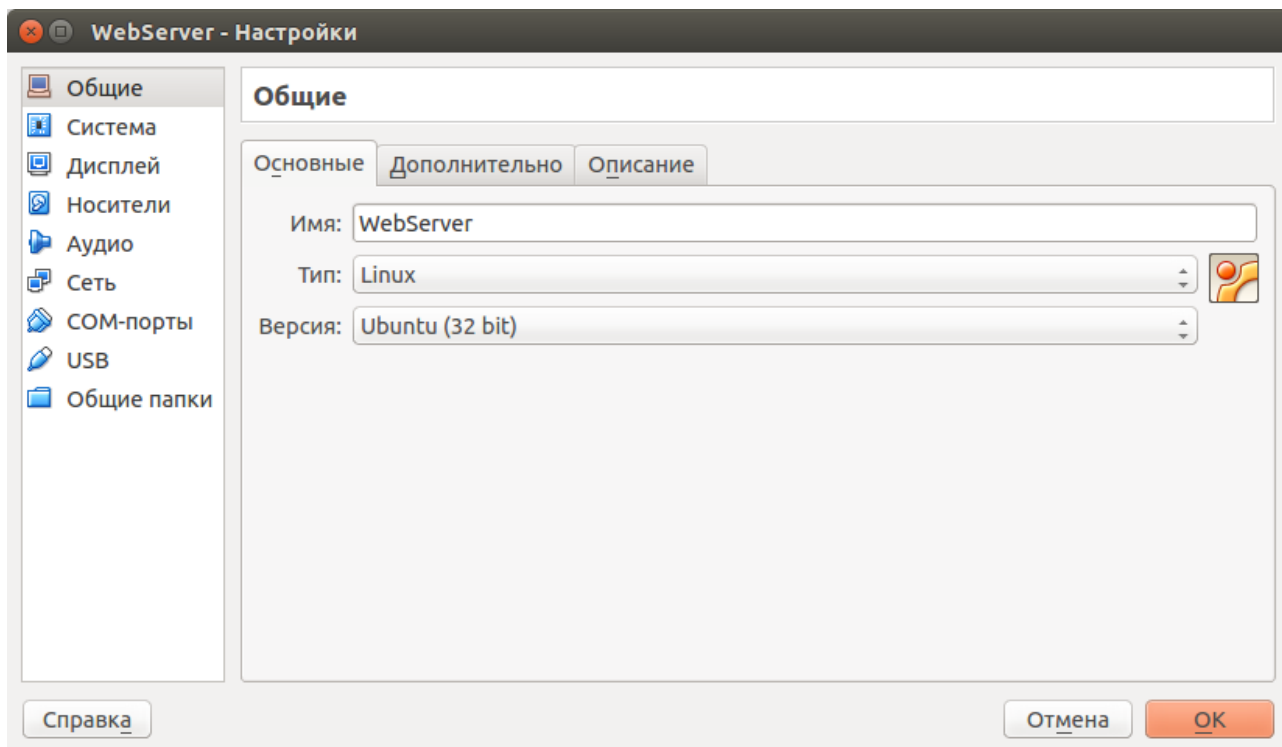 WebServer - Настройки
Общие
Система
Дисплей
Носители
Аудио
Сеть
COM-порты
USB
Общие папки
Общие
Основные Дополнительно Описание
Имя: WebServer
Тип: Linux
Версия: Ubuntu (32 bit)
Справка Отмена OK